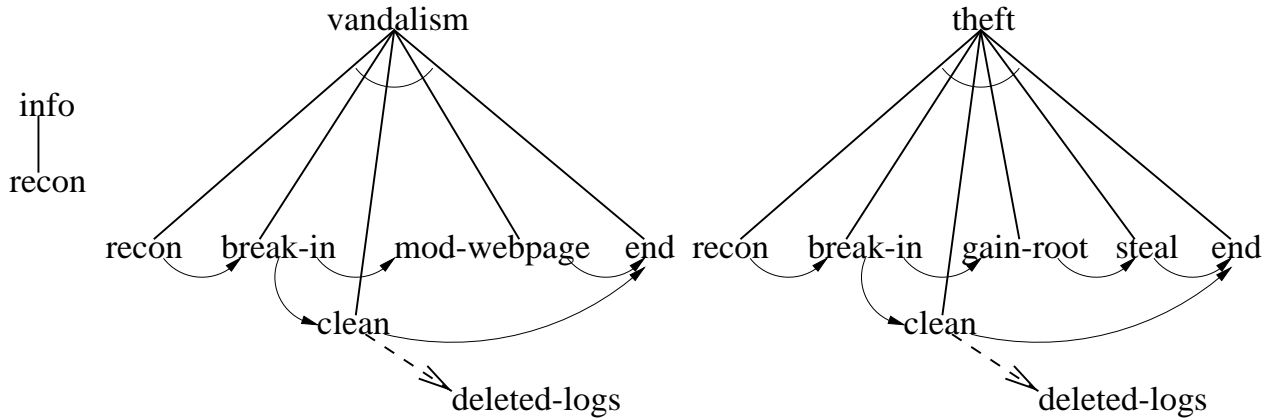 vandalism
theft
info
recon
recon break-in mod-webpage end
recon break-in gain-root steal end
clean
clean
deleted-logs
deleted-logs